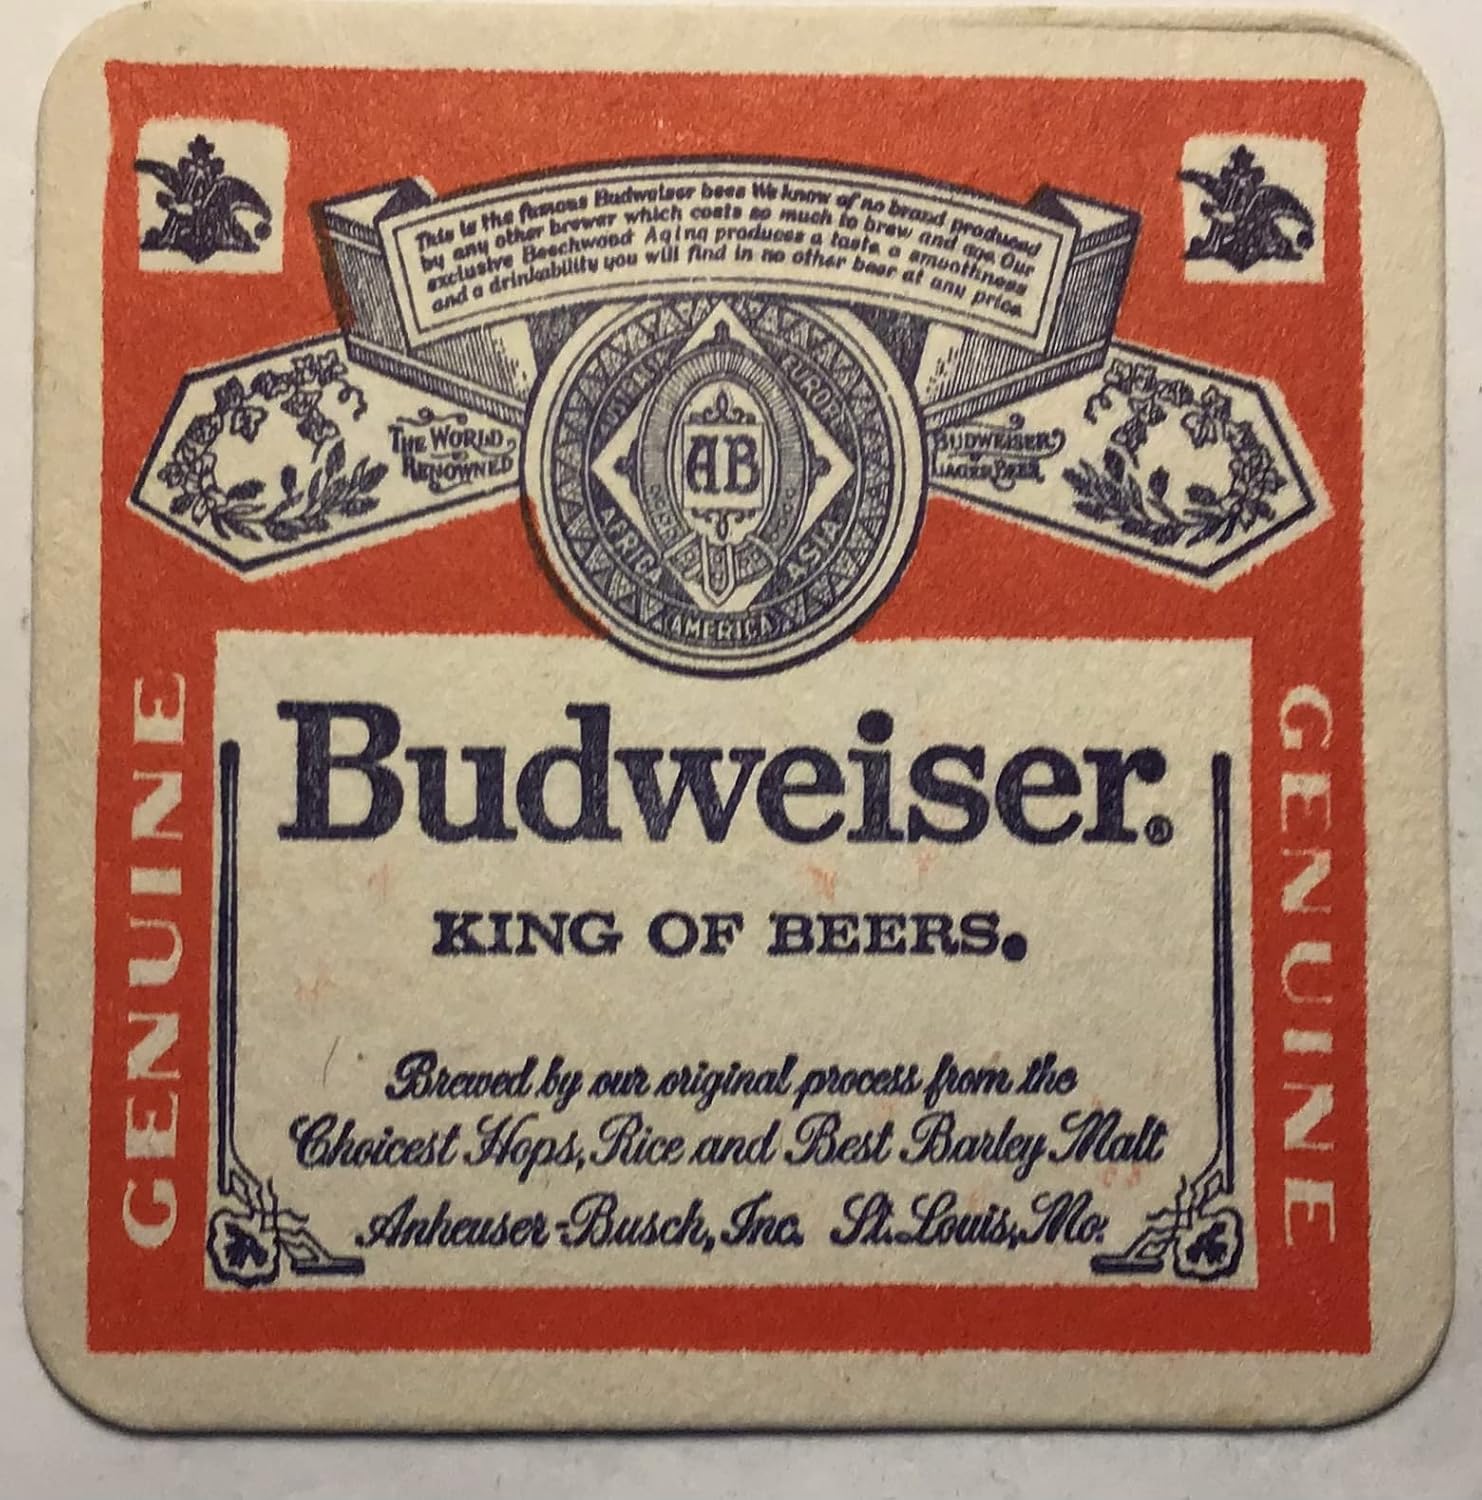 This is the famous Budweiser beer We know of no brand produced
by any other brewer which costs so much to brew and age. Our
exclusive Beechwood Aging produces a taste, a smoothness
and a drinkability you will find in no other beer at any price.
THE WORLD
RENOWNED
BUDWEISER
LAGER BEER
AUSTRALIA
EUROPE
AB
AFRICA
ASIA
AMERICA
GENUINE
GENUINE
Budweiser®
KING OF BEERS.
Brewed by our original process from the
Choicest Hops, Rice and Best Barley Malt
Anheuser-Busch, Inc. St. Louis, Mo.